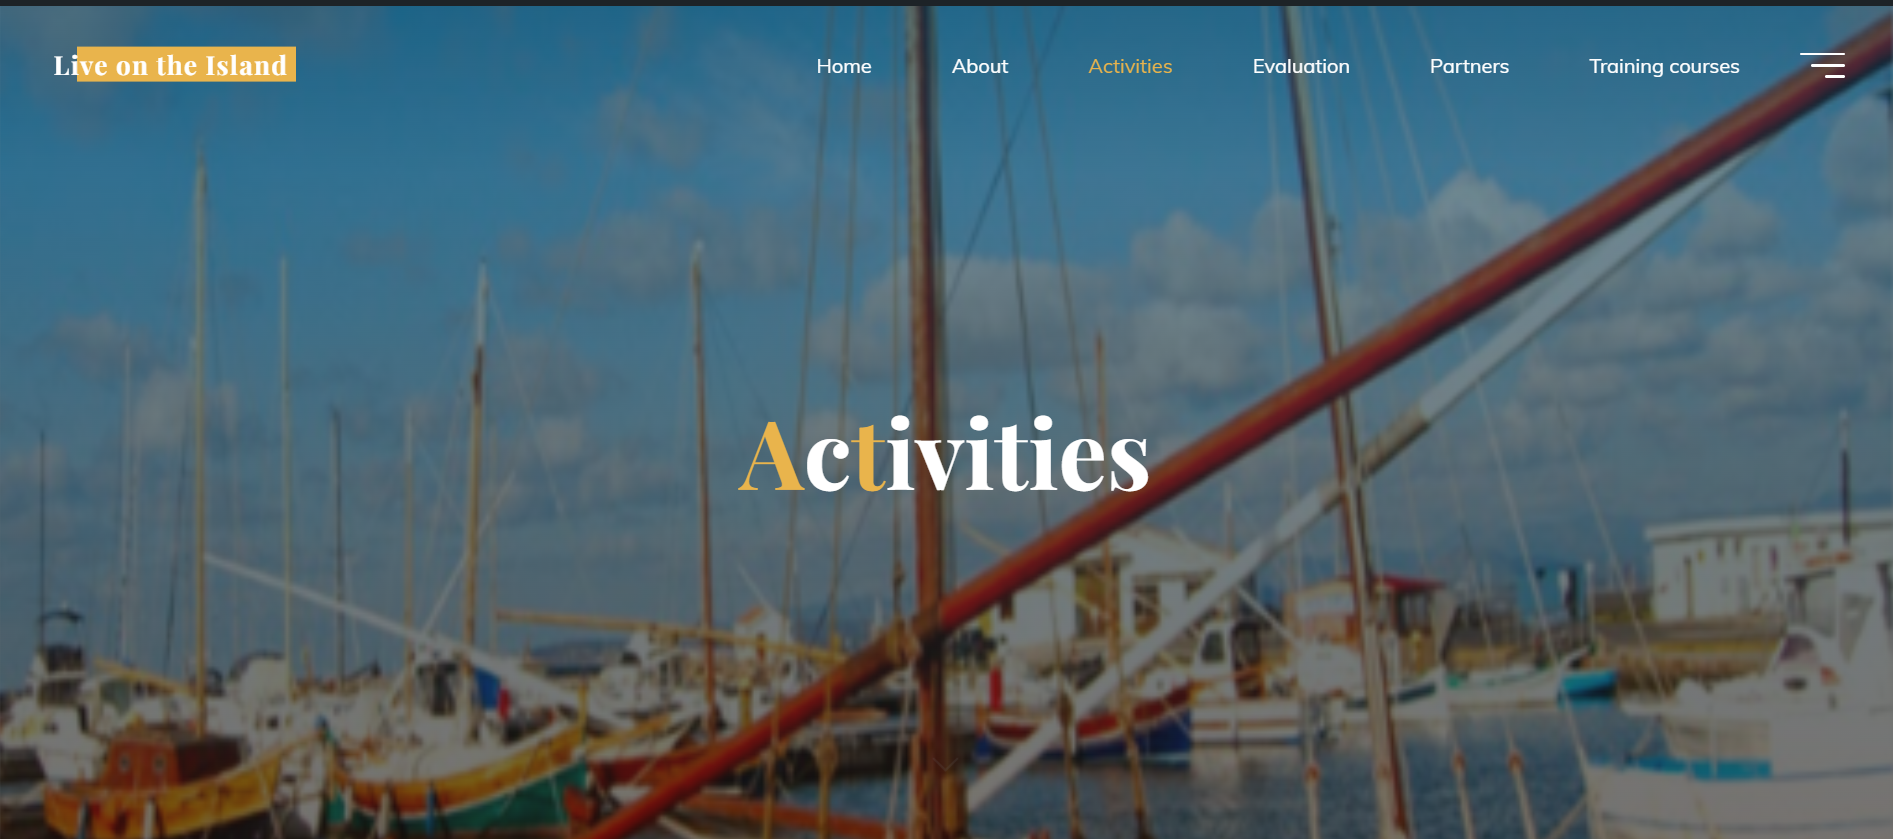 Live on the Island
Home About Activities Evaluation Partners Training courses
Activities